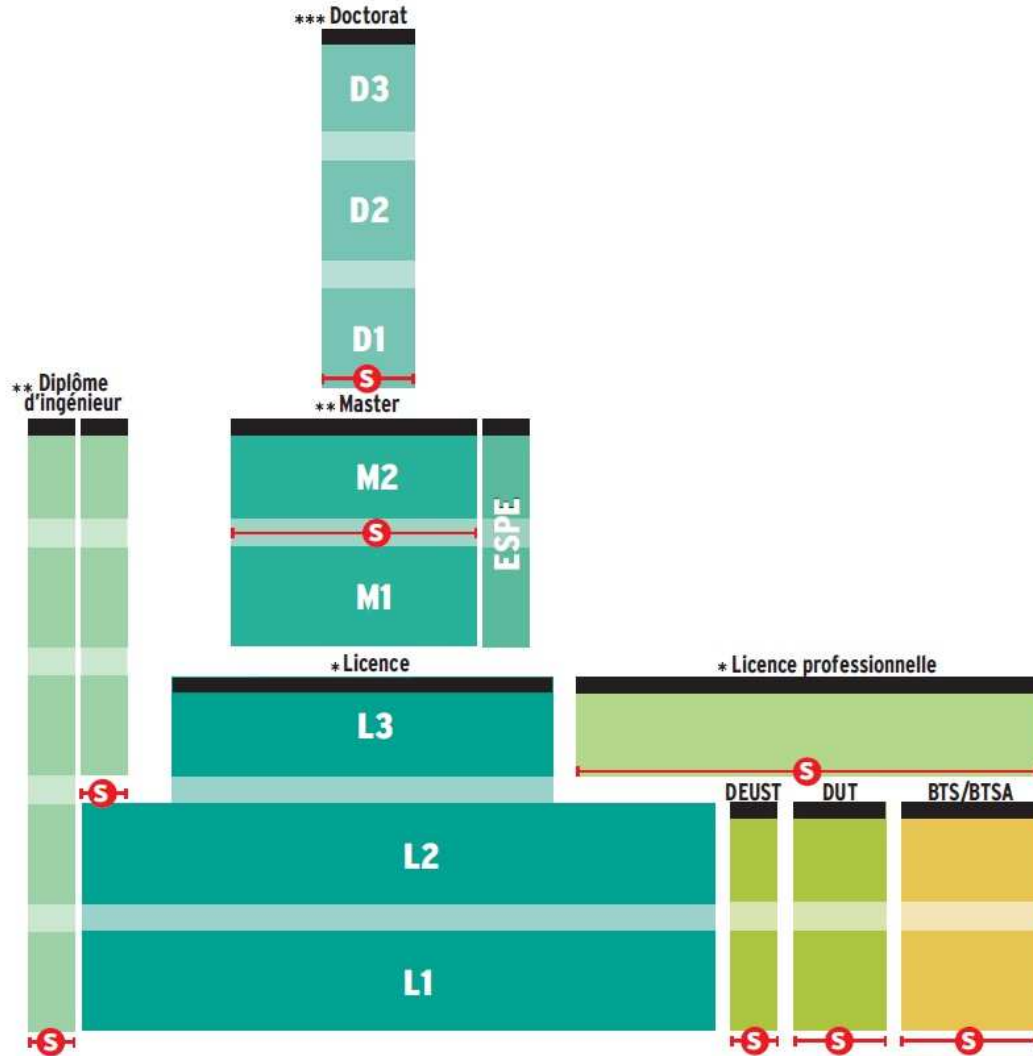 *** Doctorat
D3
D2
D1
S
** Diplôme
d'ingénieur
** Master
M2
S
M1
ESPE
* Licence
* Licence professionnelle
L3
S
S
DEUST
DUT
BTS/BTSA
L2
L1
S
S
S
S